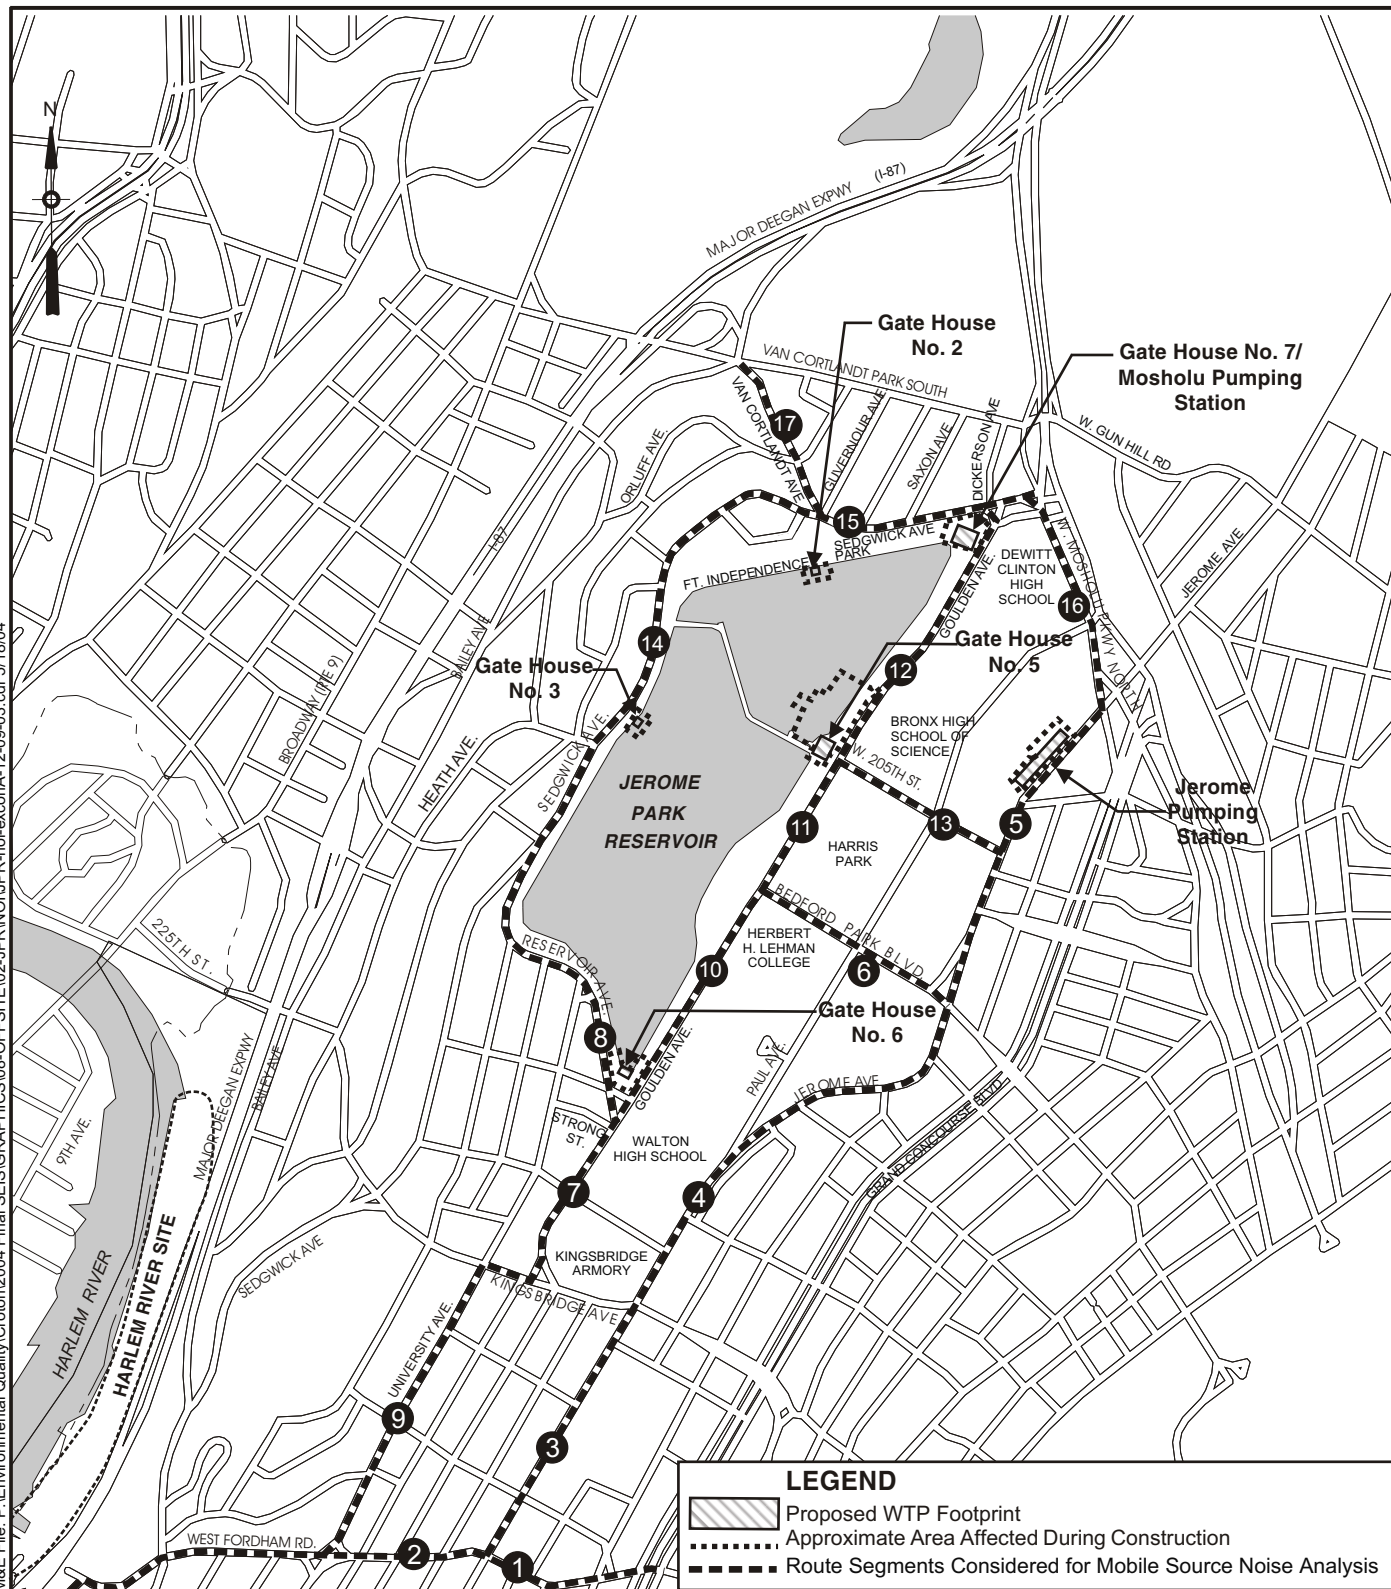 N
MAJOR DEEGAN EXPWY (I-87)
Gate House
No. 2
VAN CORTLANDT PARK SOUTH
Gate House No. 7/
Mosholu Pumping
Station
W. GUN HILL RD
VAN CORTLANDT AVE
17
GUVERNOUR AVE
SAXON AVE
DICKERSON AVE
ORLUFF AVE.
15
SEDGWICK AVE
FT. INDEPENDENCE PARK
I-87
JEROME AVE
W. MOSHOLU PKWY NORTH
DEWITT
CLINTON
HIGH
SCHOOL
16
GOULDEN AVE.
14
BAILEY AVE
Gate House
No. 3
Gate House
No. 5
12
BROADWAY (RTE 9)
HEATH AVE.
SEDGWICK AVE.
BRONX HIGH
SCHOOL OF
SCIENCE
W. 205TH ST.
JEROME
PARK
RESERVOIR
Jerome
Pumping
Station
11
13
5
HARRIS
PARK
BEDFORD PARK BLVD
225TH ST.
RESERVOIR AVE.
HERBERT
H. LEHMAN
COLLEGE
10
6
Gate House
No. 6
8
GOULDEN AVE.
PAUL AVE.
JEROME AVE
MAJOR DEEGAN EXPWY
BAILEY AVE
9TH AVE.
STRONG
ST.
WALTON
HIGH SCHOOL
GRAND CONCOURSE BLVD
7
4
HARLEM RIVER
HARLEM RIVER SITE
SEDGWICK AVE
KINGSBRIDGE
ARMORY
KINGSBRIDGE AVE
UNIVERSITY AVE.
9
3
WEST FORDHAM RD.
2
1
LEGEND
Proposed WTP Footprint
Approximate Area Affected During Construction
Route Segments Considered for Mobile Source Noise Analysis